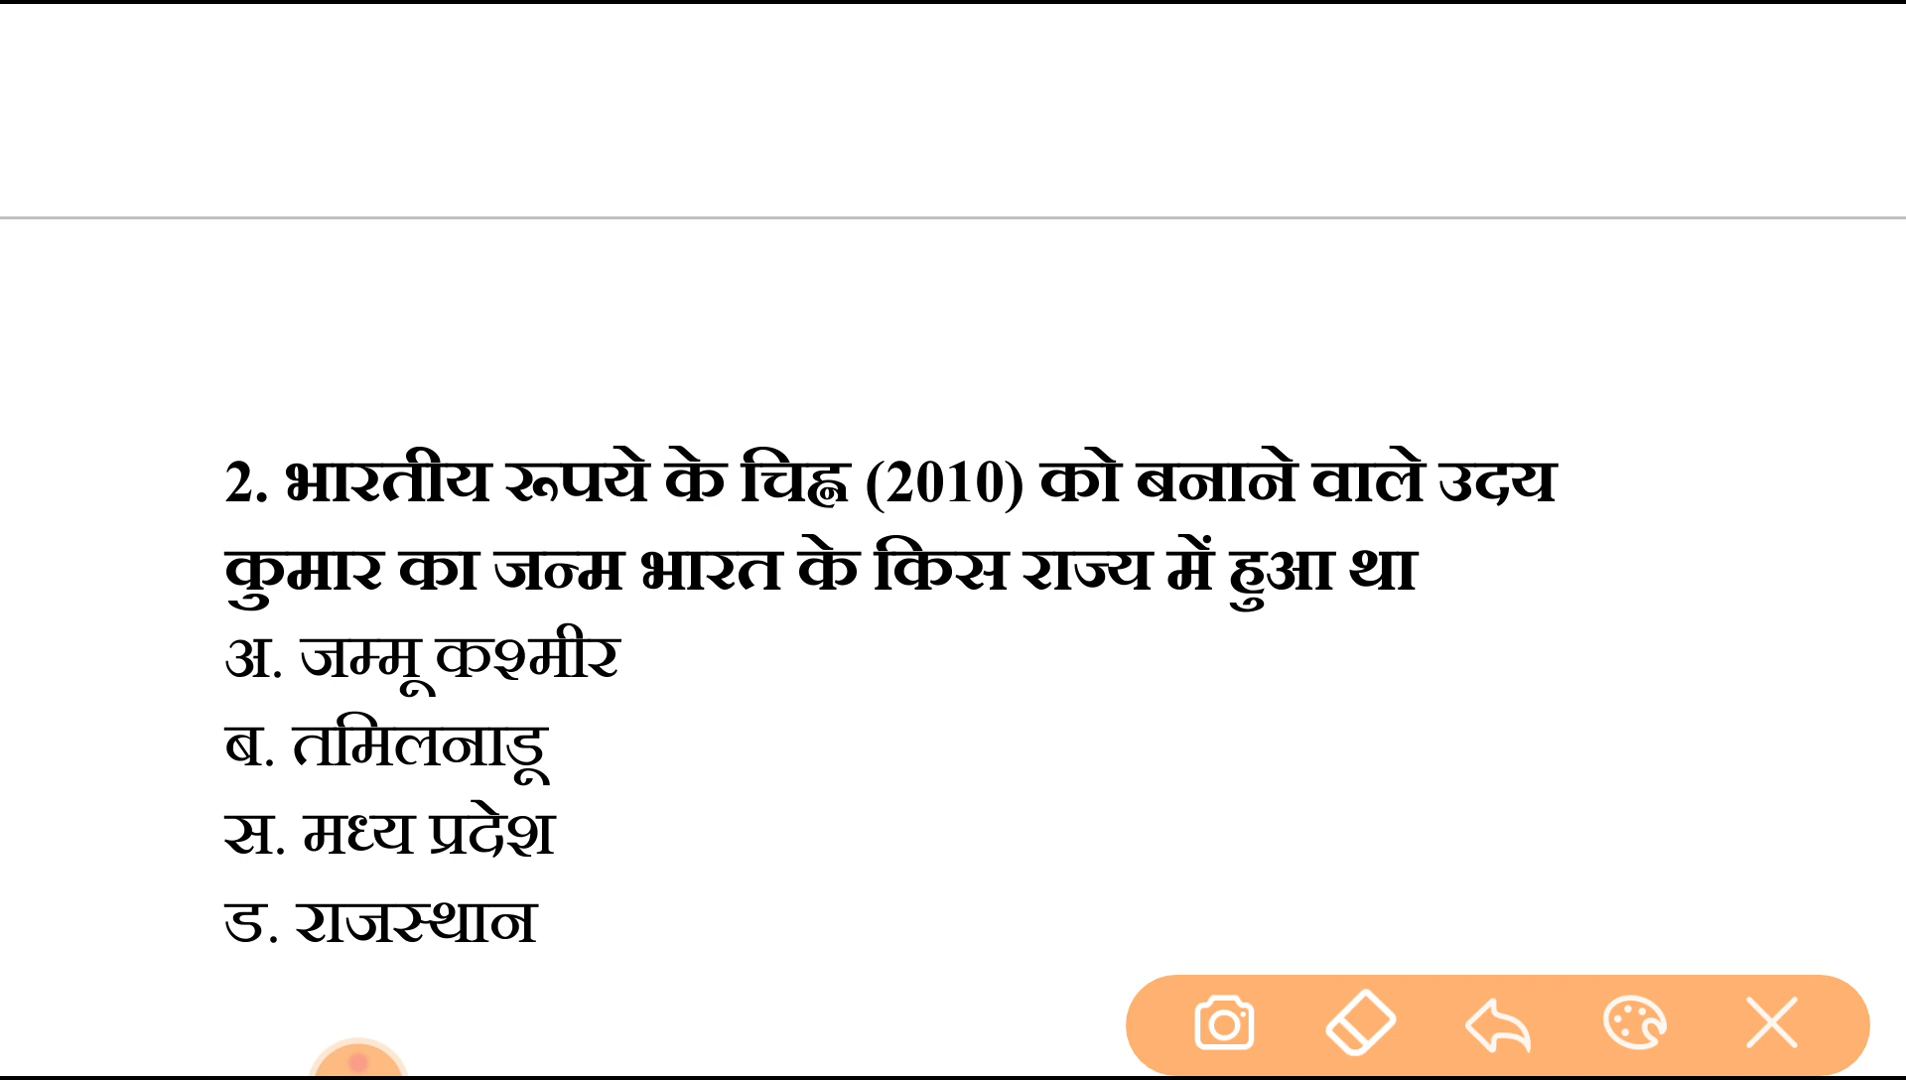 2. भारतीय रूपये के चिह्न (2010) को बनाने वाले उदय
कुमार का जन्म भारत के किस राज्य में हुआ था
अ. जम्मू कश्मीर
ब. तमिलनाडू
स. मध्य प्रदेश
ड. राजस्थान